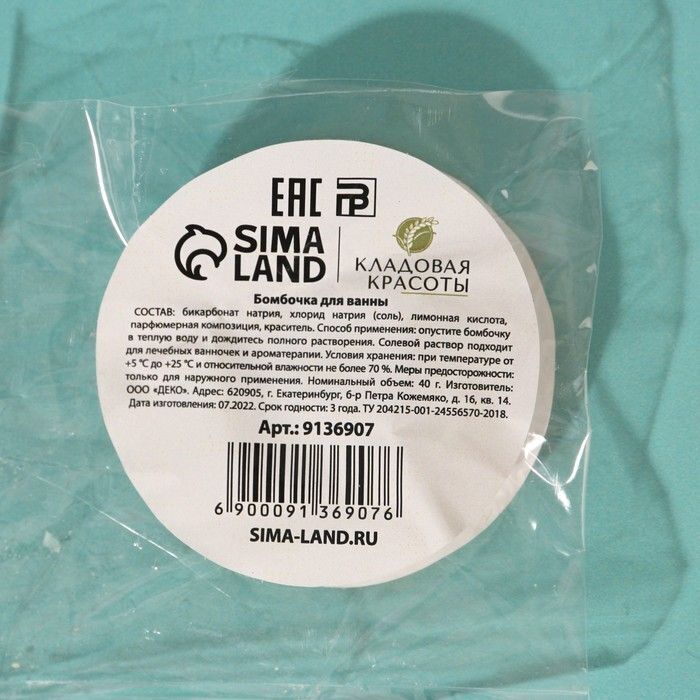 EAC
SIMA
LAND
КЛАДОВАЯ
КРАСОТЫ
Бомбочка для ванны
СОСТАВ: бикарбонат натрия, хлорид натрия (соль), лимонная кислота,
парфюмерная композиция, краситель. Способ применения: опустите бомбочку
в теплую воду и дождитесь полного растворения. Солевой раствор подходит
для лечебных ванночек и ароматерапии. Условия хранения: при температуре от
+5 °С до +25 °С и относительной влажности не более 70 %. Меры предосторожности:
только для наружного применения. Номинальный объем: 40 г. Изготовитель:
ООО «ДЕКО». Адрес: 620905, г. Екатеринбург, б-р Петра Кожемяко, д. 16, кв. 14.
Дата изготовления: 07.2022. Срок годности: 3 года. ТУ 204215-001-24556570-2018.
Арт.: 9136907
6 900091 369076
SIMA-LAND.RU